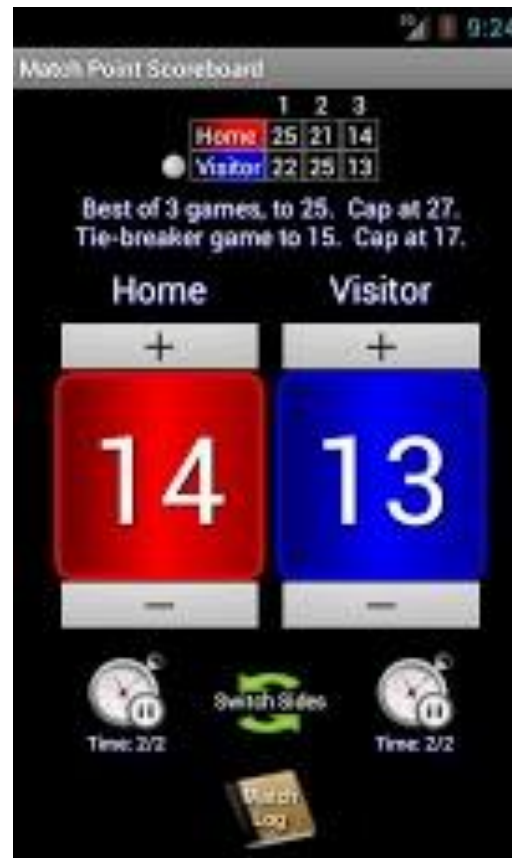 9:24
Match Point Scoreboard
1 2 3
Home 25 21 14
Visitor 22 25 13
Best of 3 games, to 25. Cap at 27.
Tie-breaker game to 15. Cap at 17.
Home Visitor
+ +
14 13
- -
Switch Sides
Time: 2/2 Time: 2/2
Match
Log